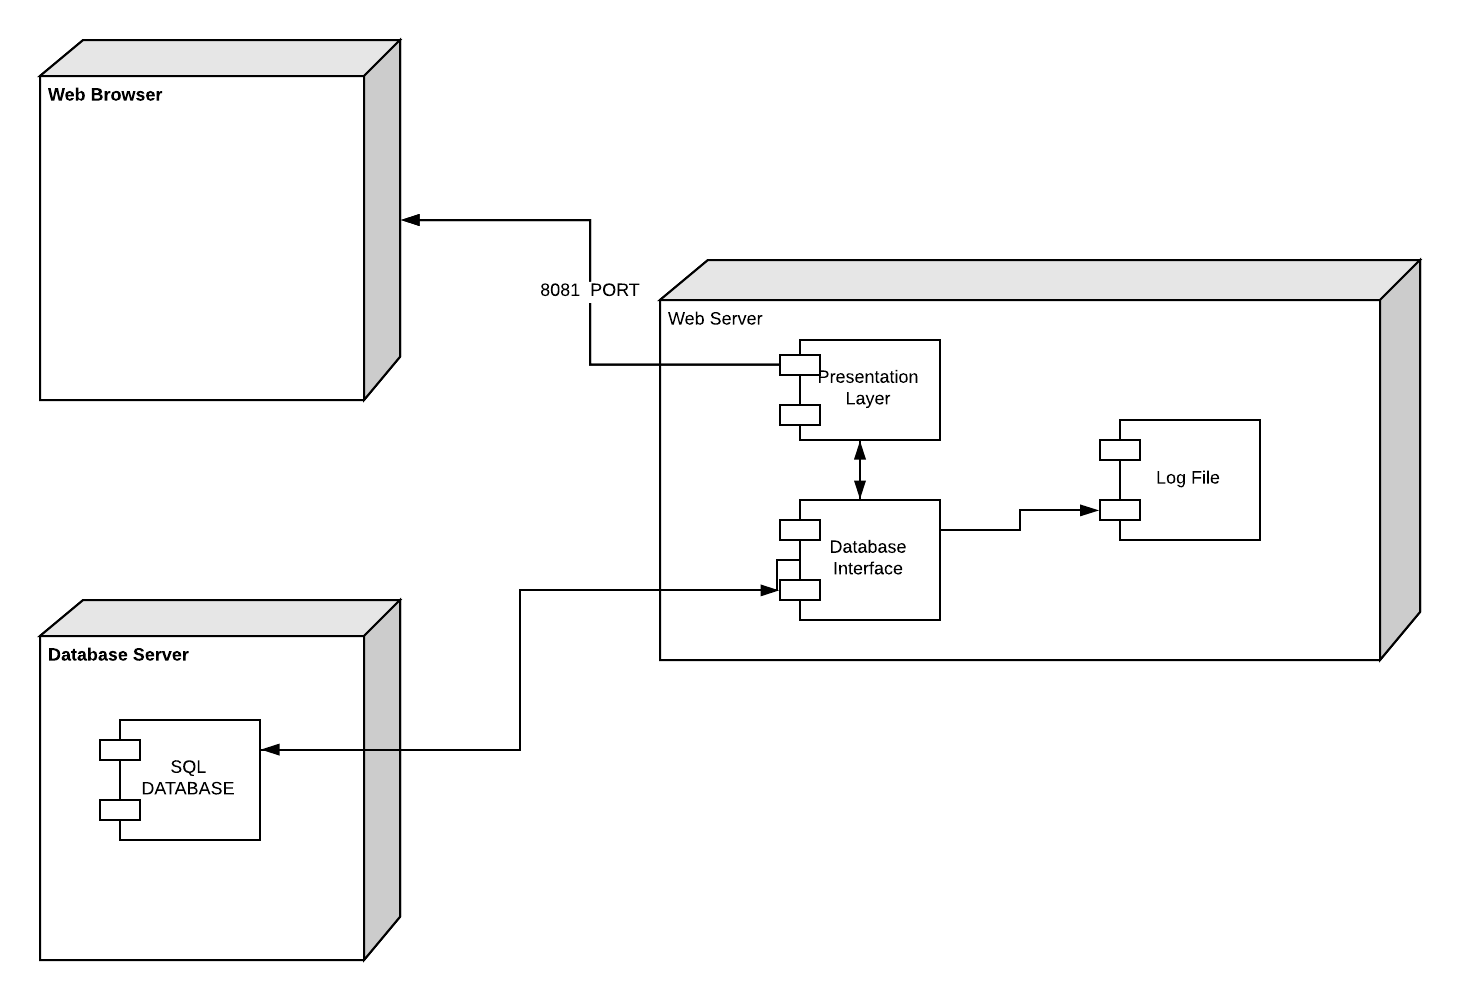 Web Browser
8081  PORT
Web Server
Presentation
Layer
Log File
Database
Interface
Database Server
SQL
DATABASE